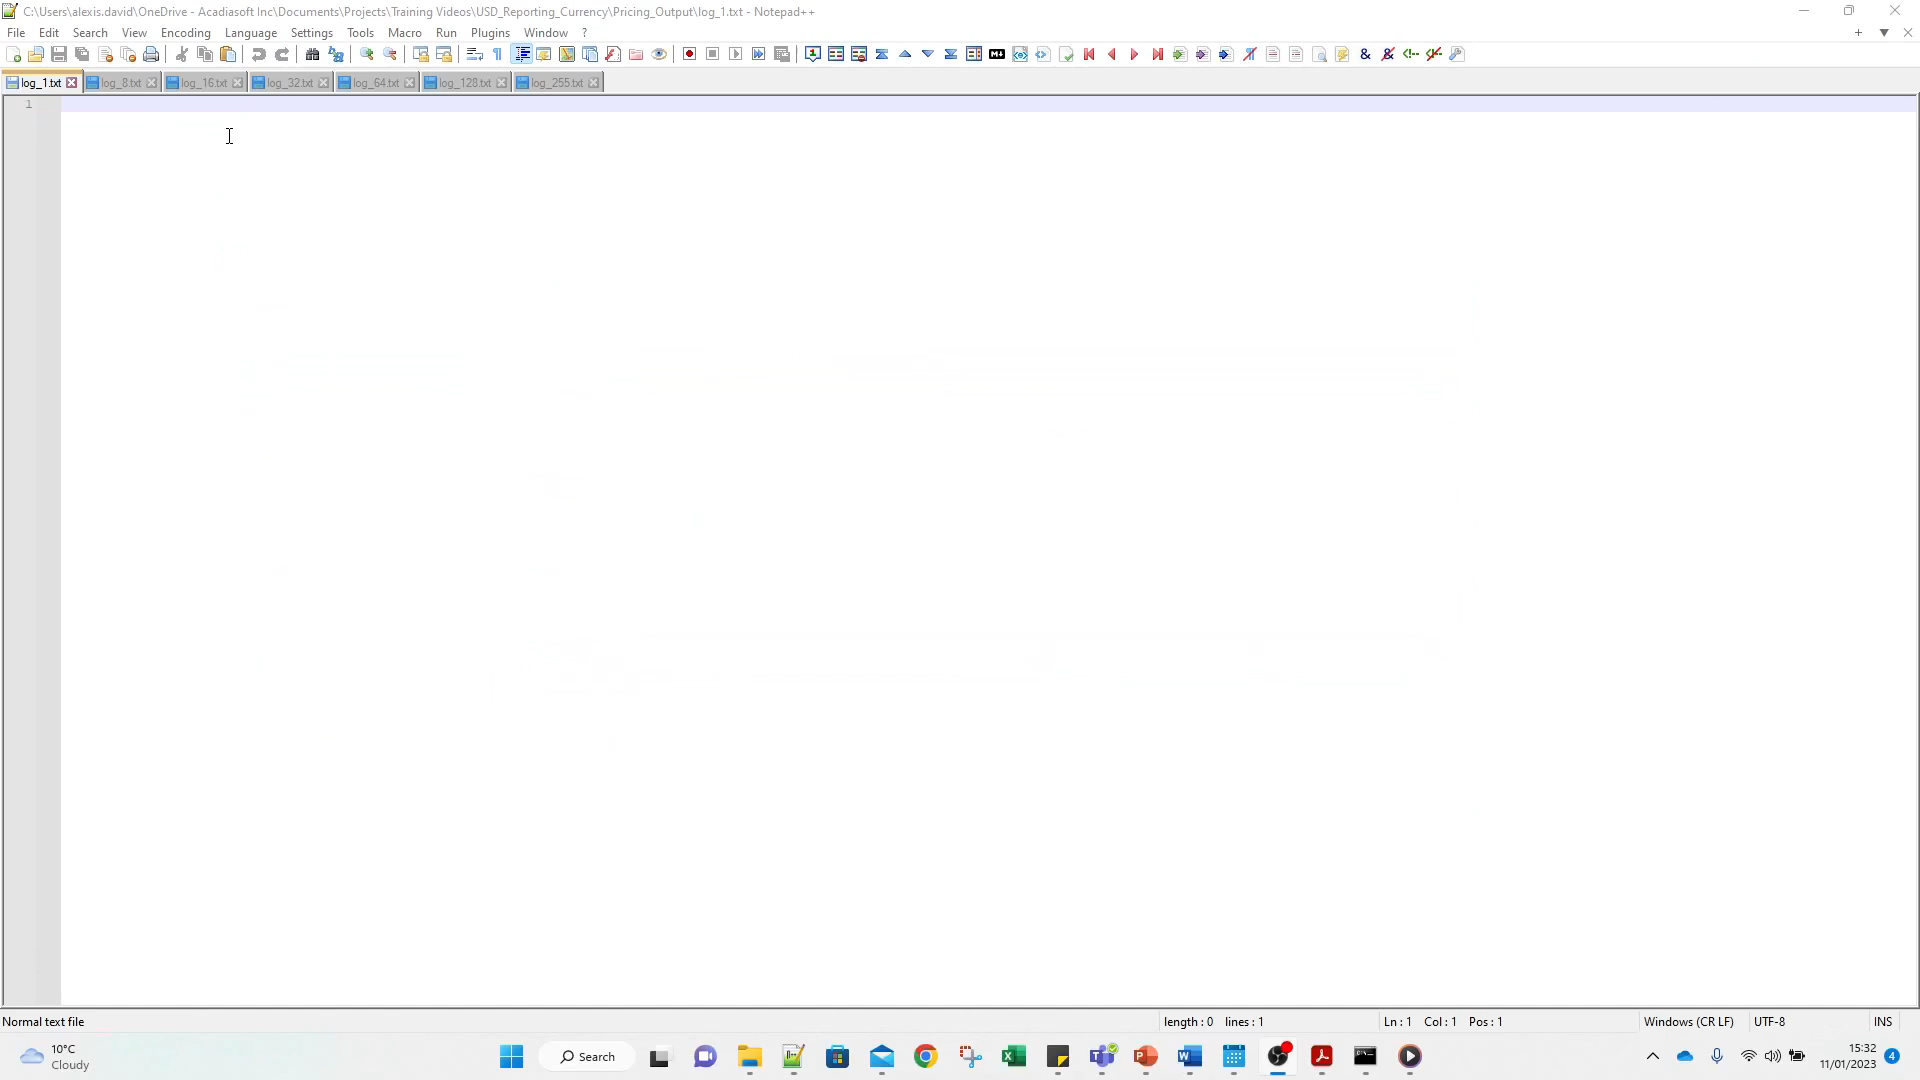 C:\Users\alexis.david\OneDrive - Acadiasoft Inc\Documents\Projects\Training Videos\USD_Reporting_Currency\Pricing_Output\log_1.txt - Notepad++
File Edit Search View Encoding Language Settings Tools Macro Run Plugins Window ?
log_1.txt log_8.txt log_16.txt log_32.txt log_64.txt log_128.txt log_255.txt
1
Normal text file length : 0 lines : 1 Ln : 1 Col : 1 Pos : 1 Windows (CR LF) UTF-8 INS
10°C
Cloudy
Search
15:32
11/01/2023
4